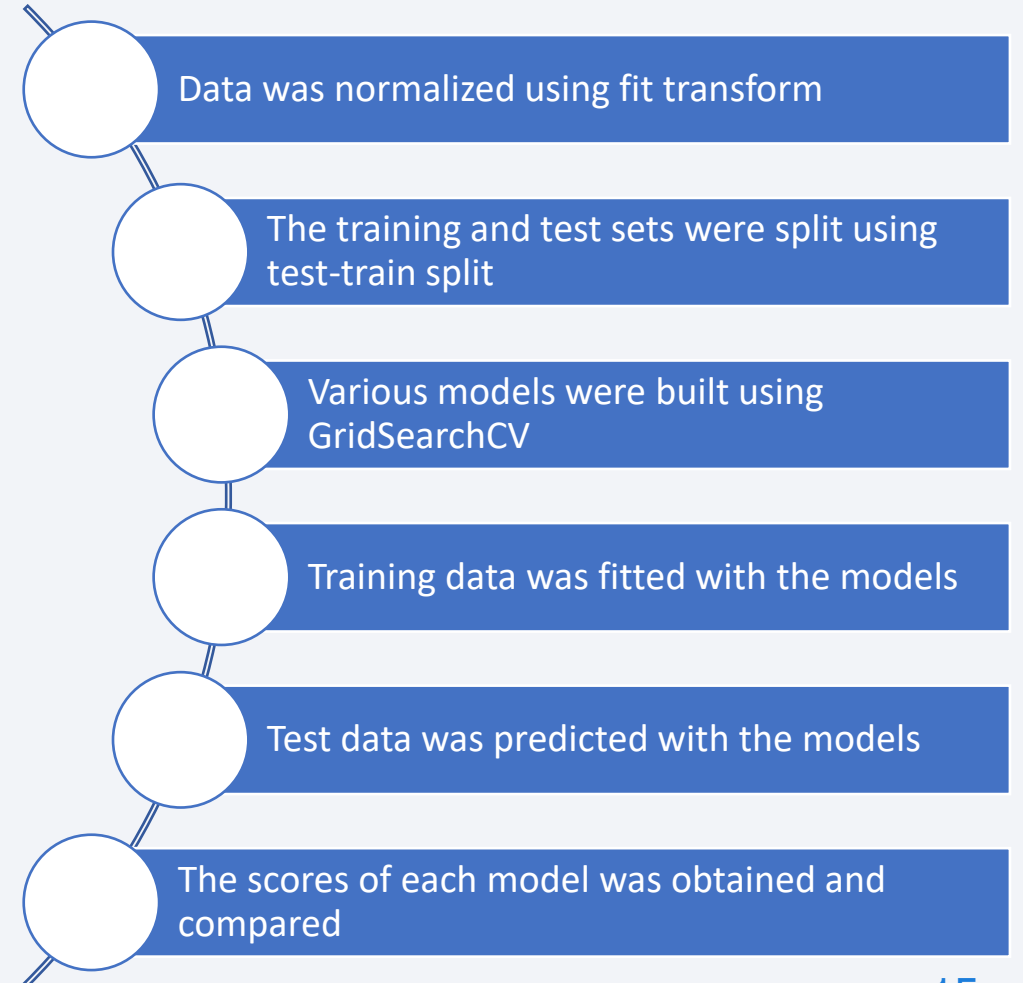 Data was normalized using fit transform
The training and test sets were split using
test-train split
Various models were built using
GridSearchCV
Training data was fitted with the models
Test data was predicted with the models
The scores of each model was obtained and
compared